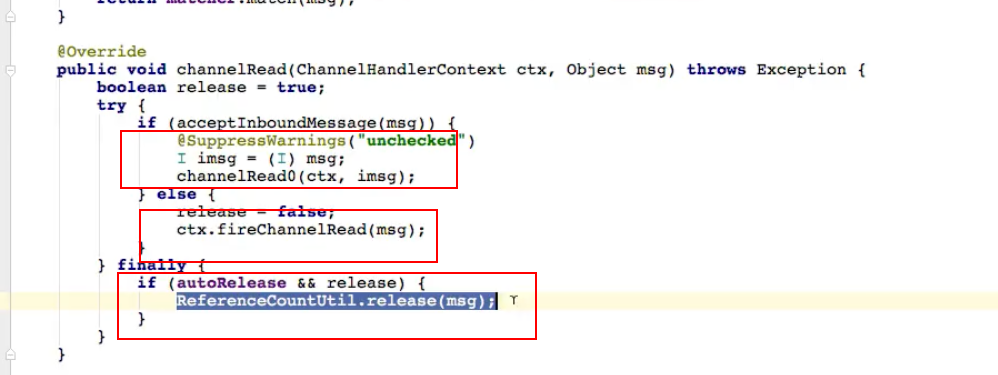 return matcher.match(msg);
}
@Override
public void channelRead(ChannelHandlerContext ctx, Object msg) throws Exception {
boolean release = true;
try {
if (acceptInboundMessage(msg)) {
@SuppressWarnings("unchecked")
I imsg = (I) msg;
channelRead0(ctx, imsg);
} else {
release = false;
ctx.fireChannelRead(msg);
}
} finally {
if (autoRelease && release) {
ReferenceCountUtil.release(msg);
}
}
}